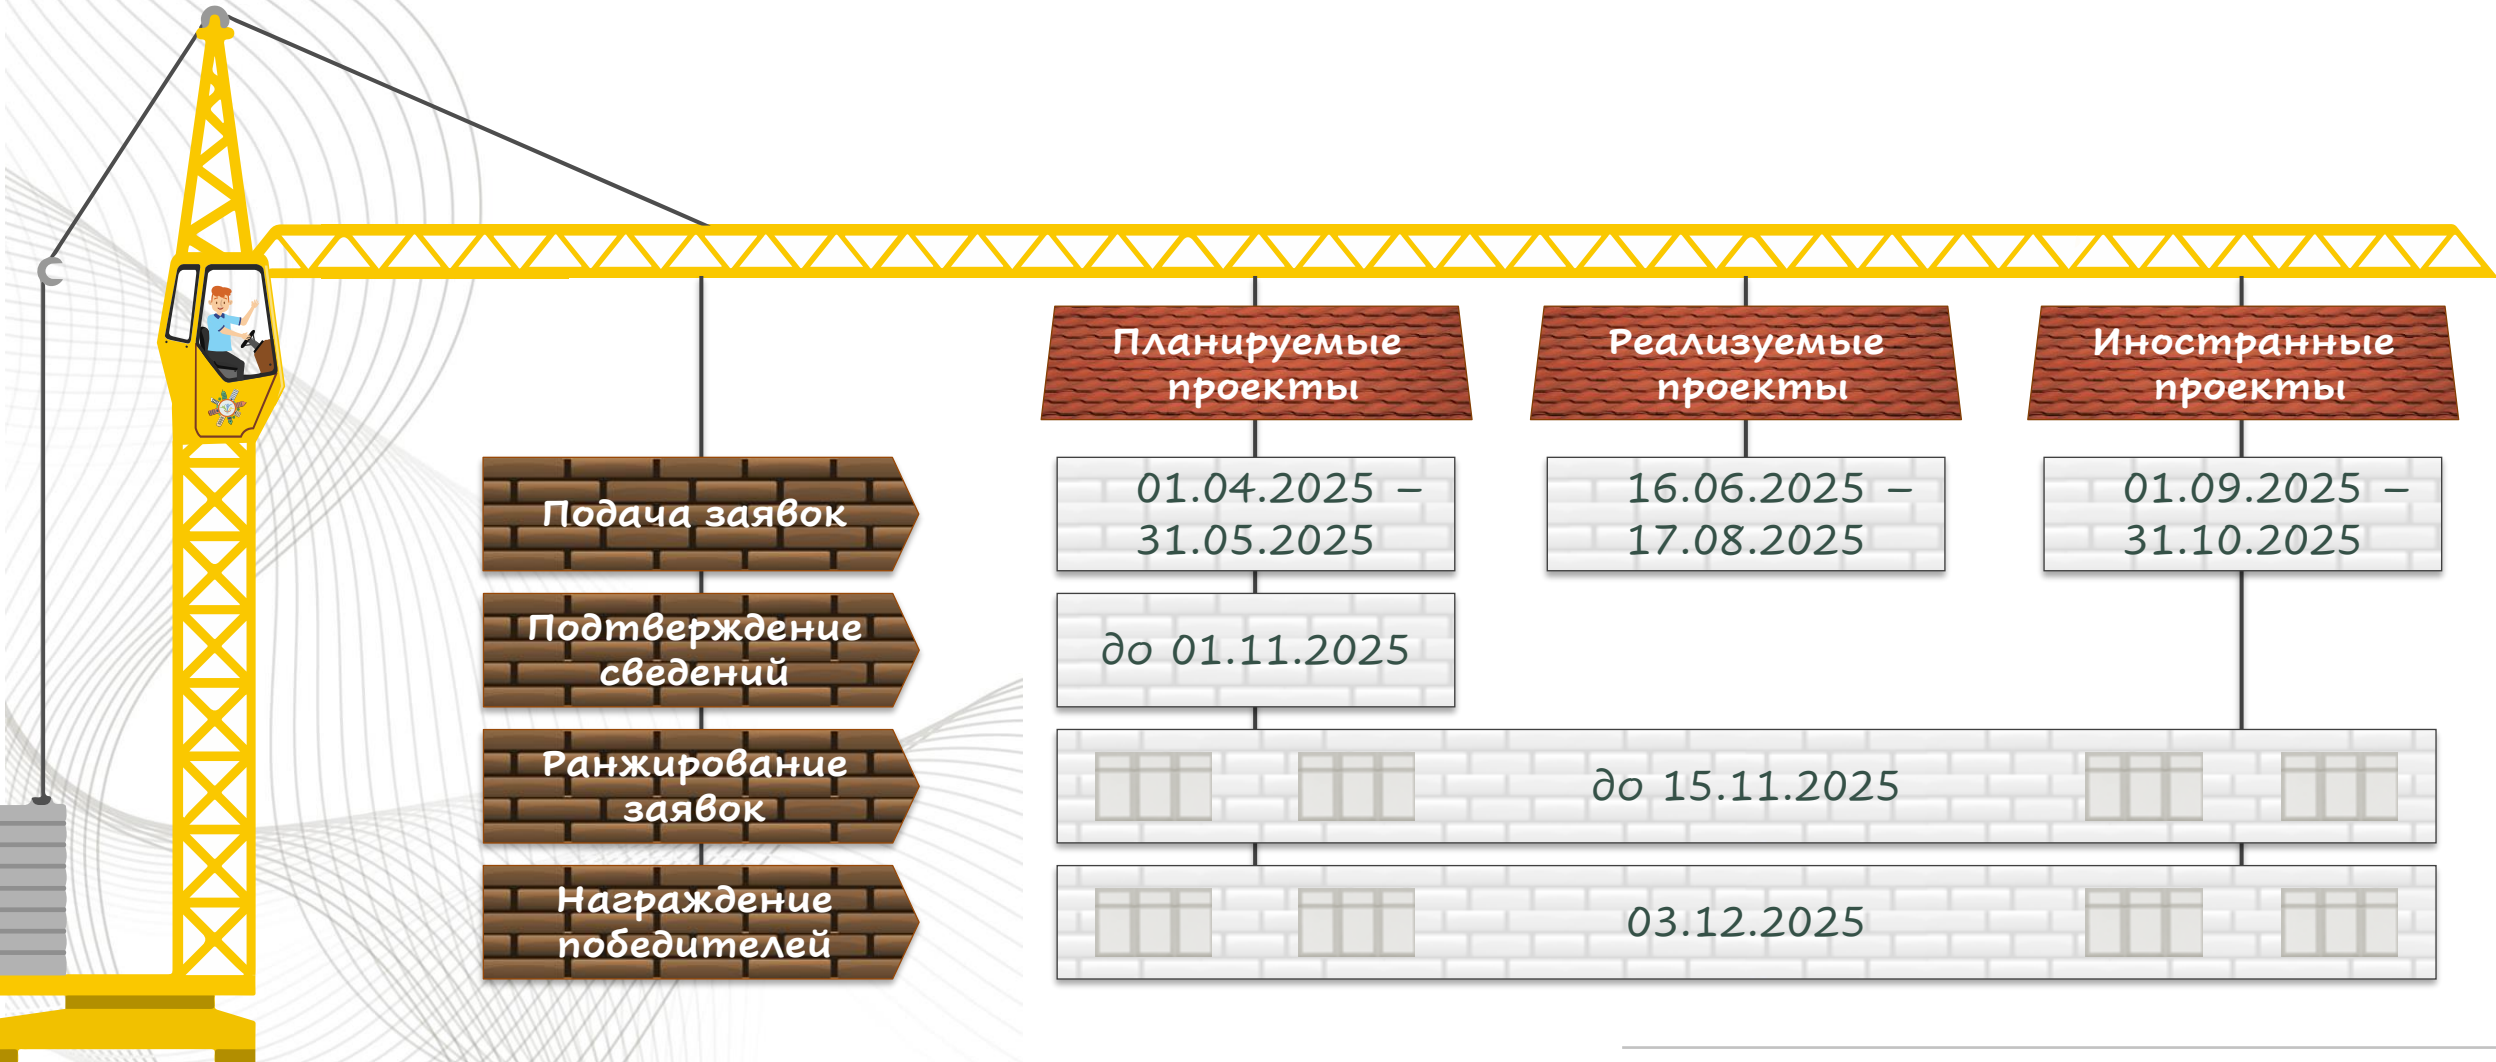 Планируемые
проекты
Реализуемые
проекты
Иностранные
проекты
Подача заявок
01.04.2025 –
31.05.2025
16.06.2025 –
17.08.2025
01.09.2025 –
31.10.2025
Подтверждение
сведений
до 01.11.2025
Ранжирование
заявок
до 15.11.2025
Награждение
победителей
03.12.2025